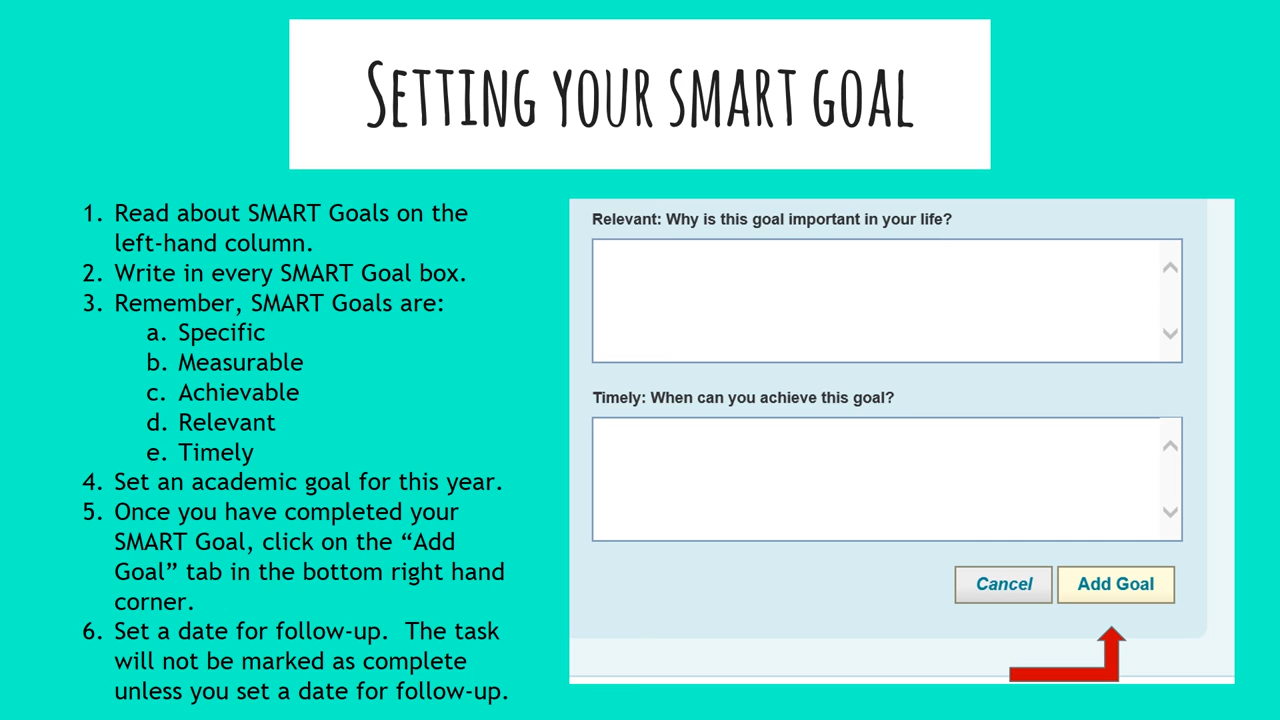 Setting your smart goal
1. Read about SMART Goals on the
left-hand column.
2. Write in every SMART Goal box.
3. Remember, SMART Goals are:
a. Specific
b. Measurable
c. Achievable
d. Relevant
e. Timely
4. Set an academic goal for this year.
5. Once you have completed your
SMART Goal, click on the “Add
Goal” tab in the bottom right hand
corner.
6. Set a date for follow-up. The task
will not be marked as complete
unless you set a date for follow-up.
Relevant: Why is this goal important in your life?
Timely: When can you achieve this goal?
Cancel
Add Goal